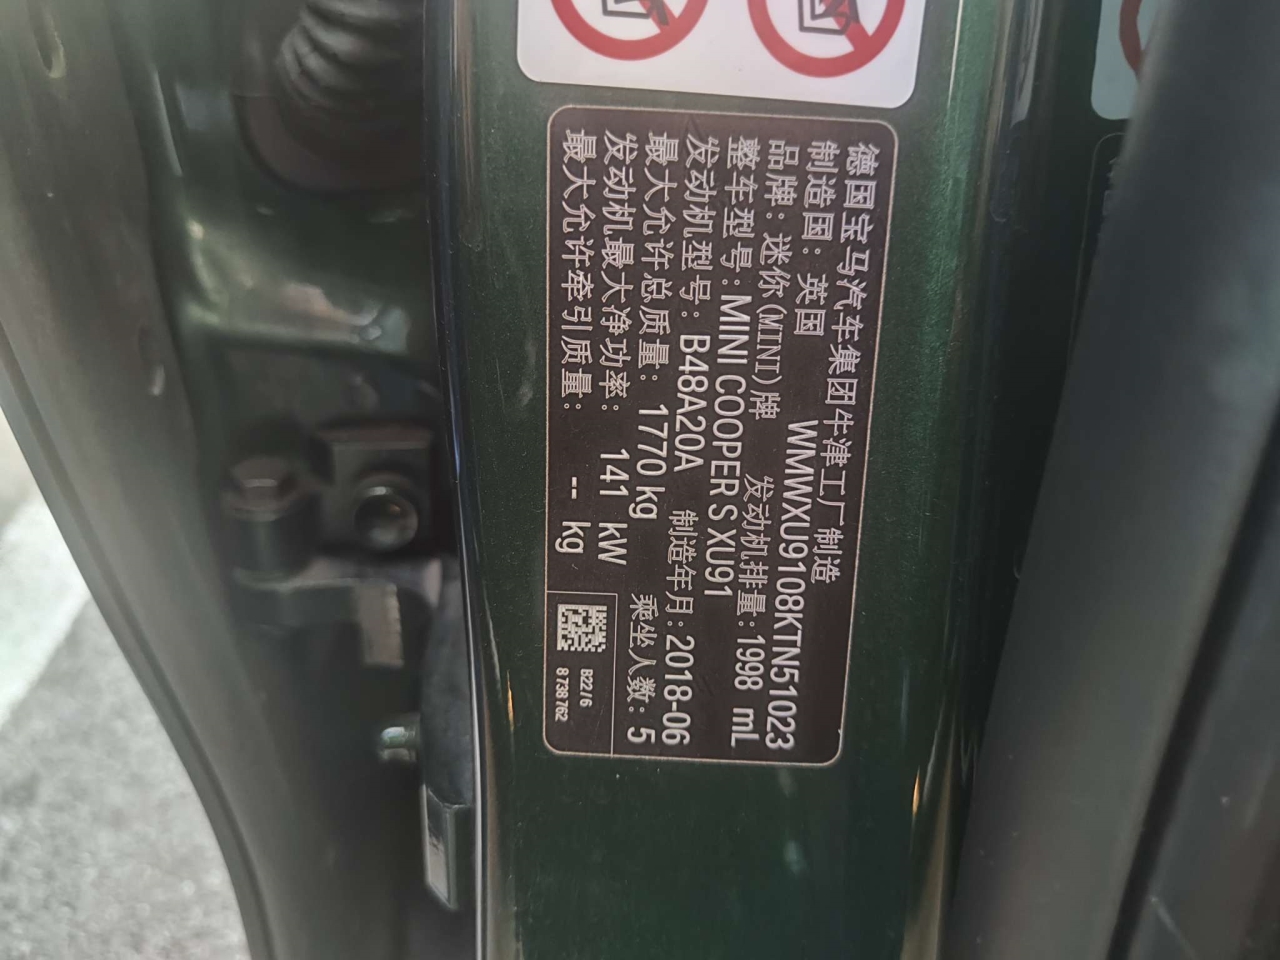 德国宝马汽车集团牛津工厂制造
制造国: 英国 WMWXU9108KTN51023
品牌: 迷你(MINI)牌 发动机排量: 1998 mL
整车型号: MINI COOPER S XU91
发动机型号: B48A20A 制造年月: 2018-06
最大允许总质量: 1770 kg 乘坐人数: 5
发动机最大净功率: 141 kW
最大允许牵引质量: -- kg
B22/6
8 738 762